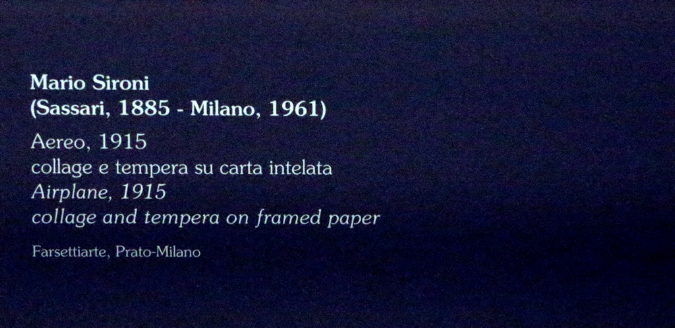 Mario Sironi
(Sassari, 1885 - Milano, 1961)
Aereo, 1915
collage e tempera su carta intelata
Airplane, 1915
collage and tempera on framed paper
Farsettiarte, Prato-Milano